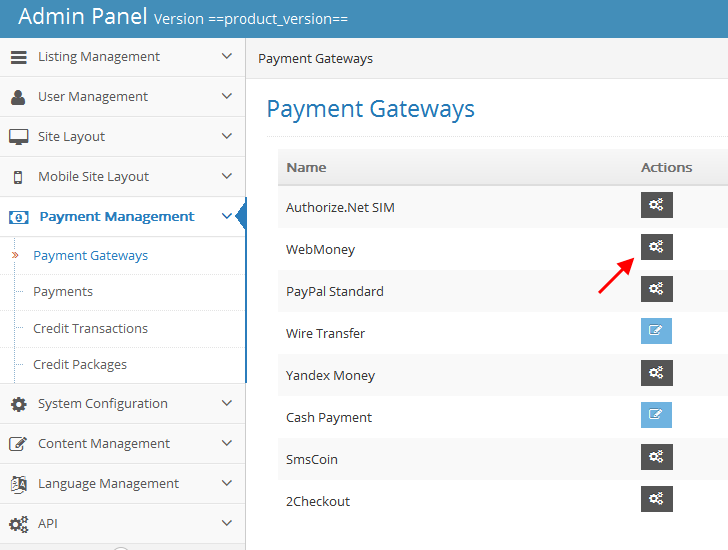 Admin Panel Version ==product_version==
Listing Management
User Management
Site Layout
Mobile Site Layout
Payment Management
Payment Gateways
Payments
Credit Transactions
Credit Packages
System Configuration
Content Management
Language Management
API
Payment Gateways
Payment Gateways
Name Actions
Authorize.Net SIM
WebMoney
PayPal Standard
Wire Transfer
Yandex Money
Cash Payment
SmsCoin
2Checkout